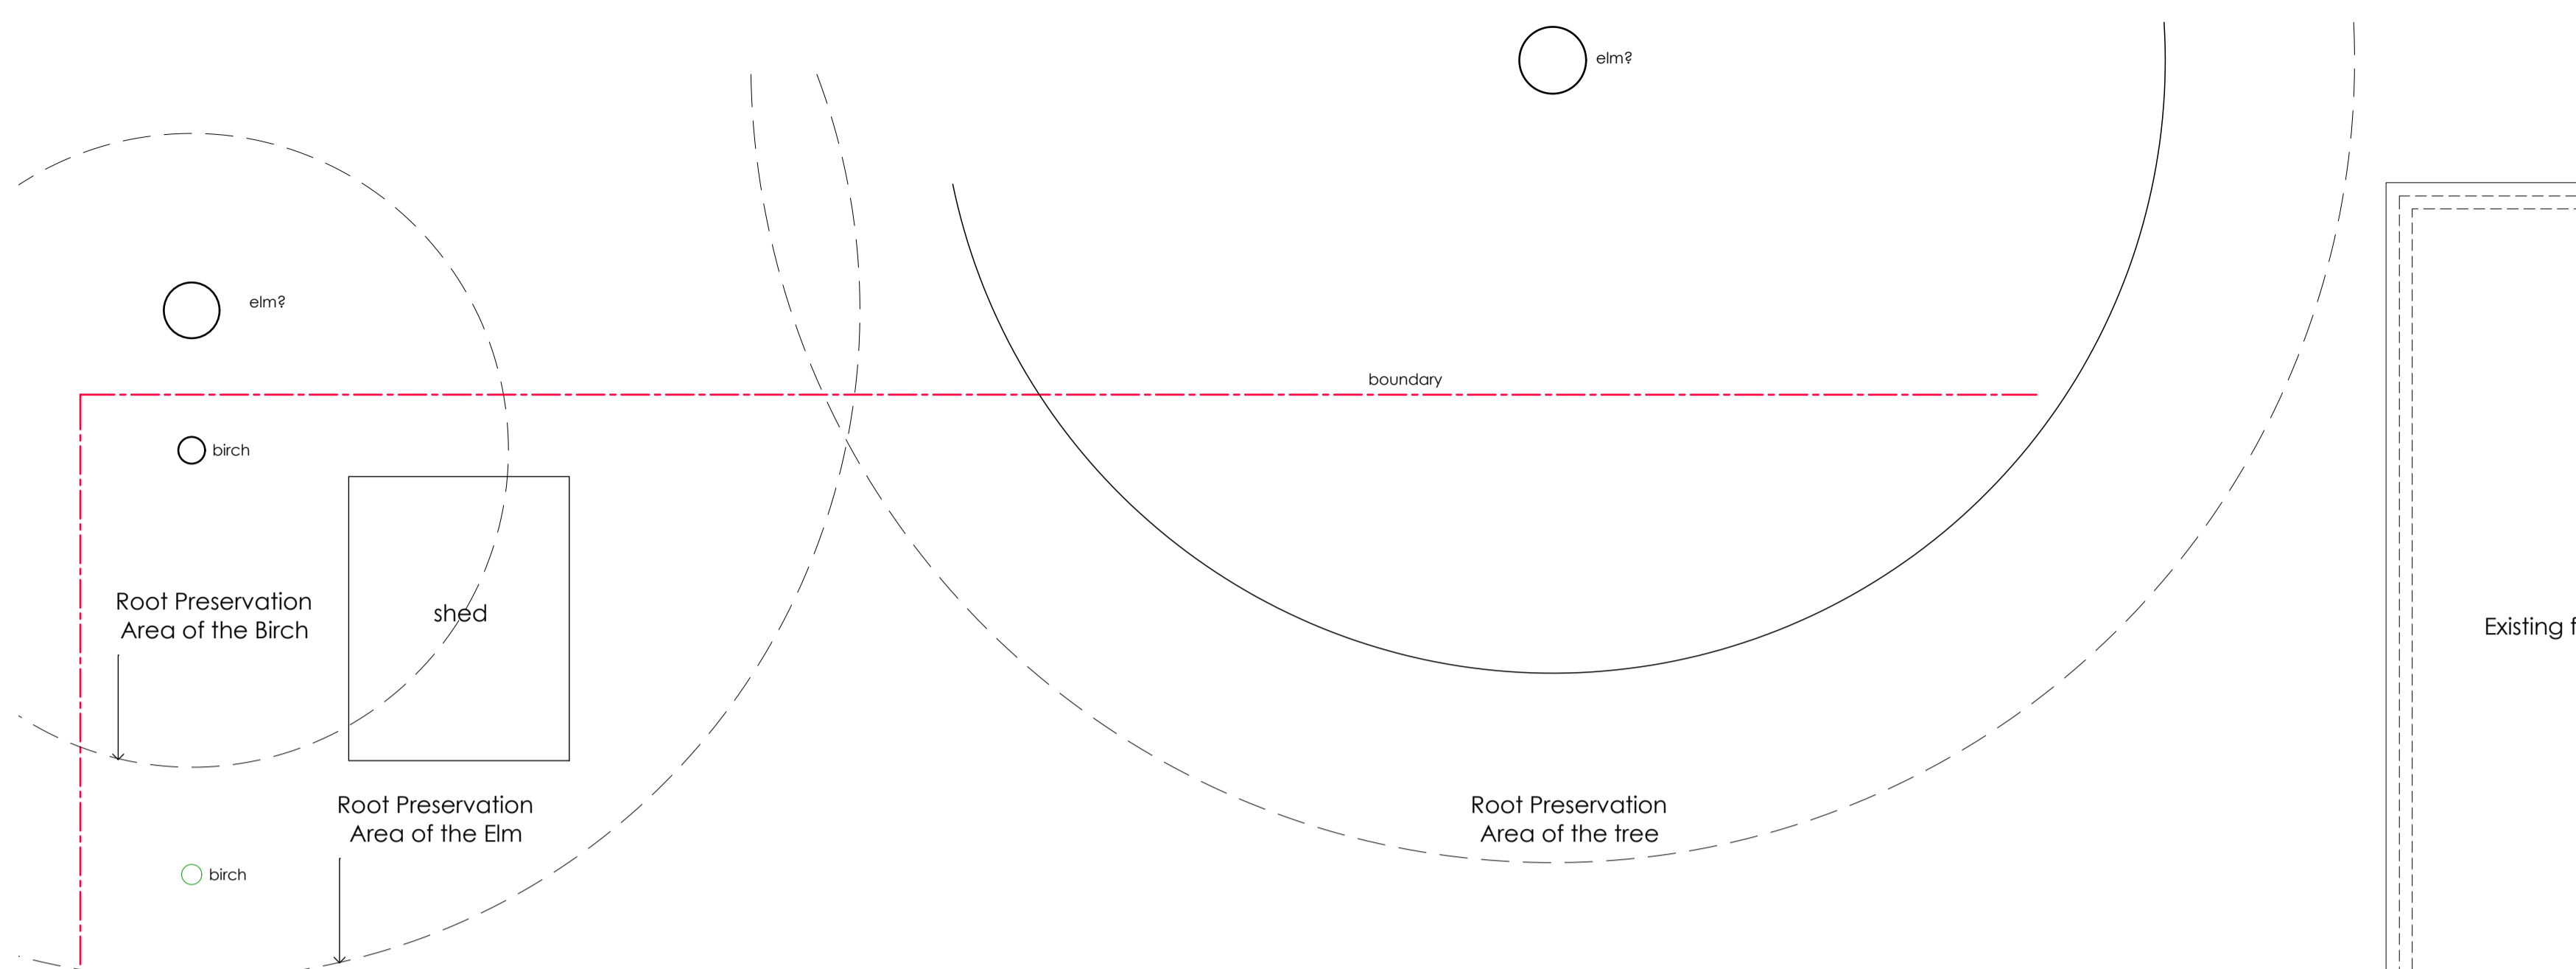 elm?
elm?
boundary
birch
Root Preservation
Area of the Birch
shed
Existing f
Root Preservation
Area of the Elm
Root Preservation
Area of the tree
birch